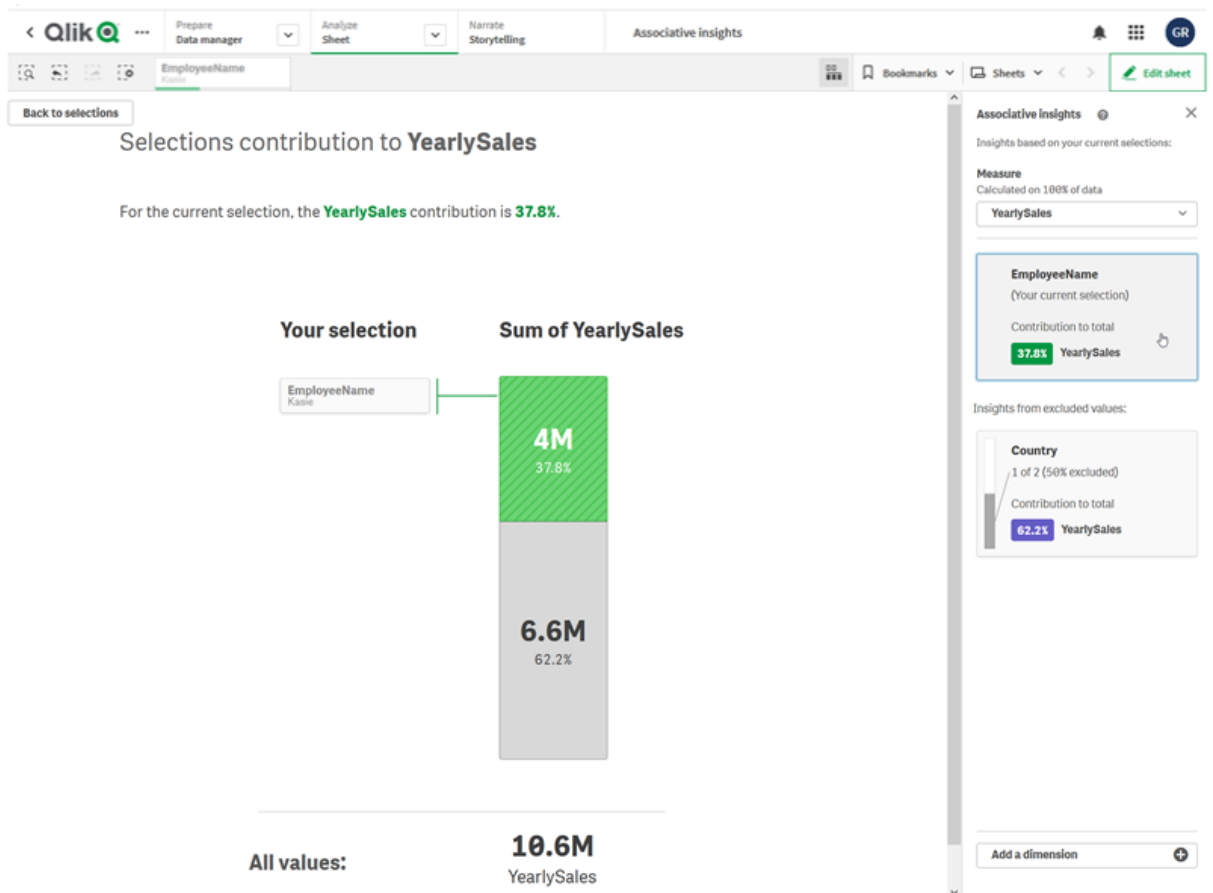 Qlik
Prepare
Data manager
Analyze
Sheet
Narrate
Storytelling
Associative insights
GR
EmployeeName
Kasie
Bookmarks
Sheets
Edit sheet
Back to selections
Selections contribution to YearlySales
For the current selection, the YearlySales contribution is 37.8%.
Your selection
Sum of YearlySales
EmployeeName
Kasie
4M
37.8%
6.6M
62.2%
All values:
10.6M
YearlySales
Associative insights
Insights based on your current selections:
Measure
Calculated on 100% of data
YearlySales
EmployeeName
(Your current selection)
Contribution to total
37.8% YearlySales
Insights from excluded values:
Country
1 of 2 (50% excluded)
Contribution to total
62.2% YearlySales
Add a dimension